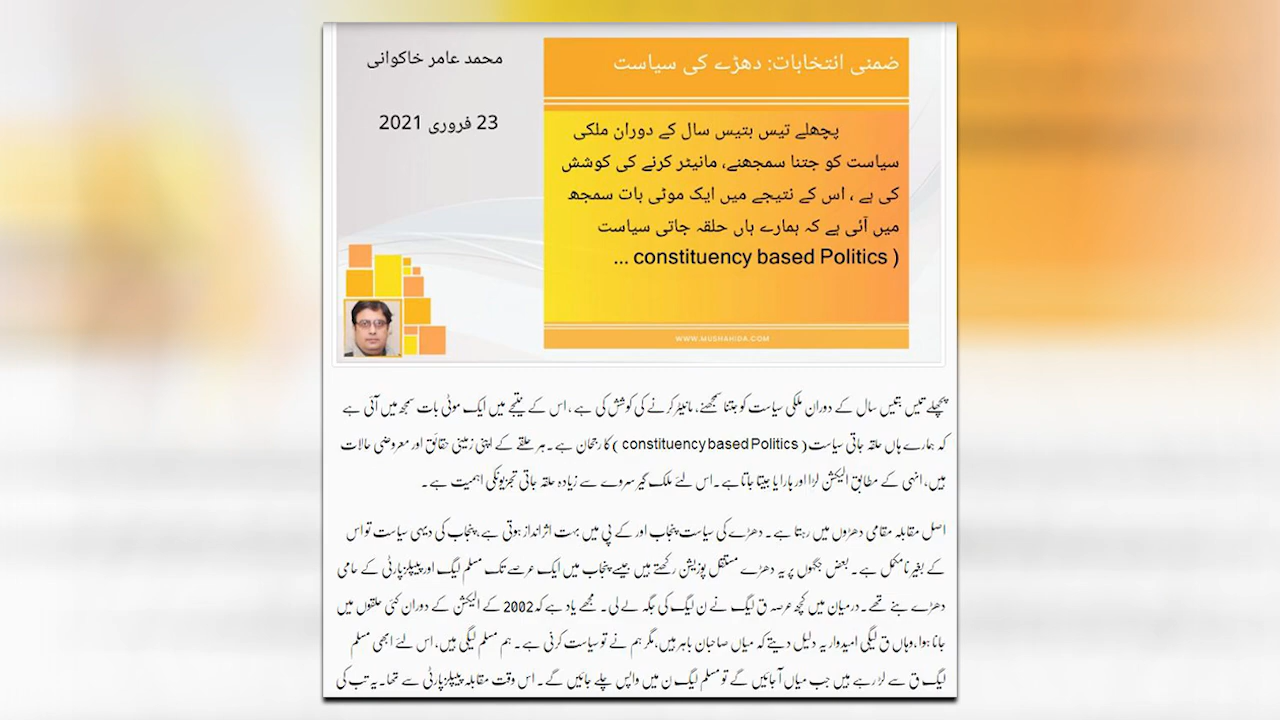 ضمنی انتخابات: دھڑے کی سیاست
محمد عامر خاکوانی
23 فروری 2021
پچھلے تیس بتیس سال کے دوران ملکی
سیاست کو جتنا سمجھنے، مانیٹر کرنے کی کوشش
کی ہے ، اس کے نتیجے میں ایک موٹی بات سمجھ
میں آئی ہے کہ ہمارے ہاں حلقہ جاتی سیاست
( constituency based Politics ...
WWW.MUSHAHIDA.COM
پچھلے تیس بتیس سال کے دوران ملکی سیاست کو جتنا سمجھنے، مانیٹر کرنے کی کوشش کی ہے ، اس کے نتیجے میں ایک موٹی بات سمجھ میں آئی ہے
کہ ہمارے ہاں حلقہ جاتی سیاست ( constituency based Politics ) کا رجحان ہے۔ ہر حلقے کے اپنی زمینی حقائق اور معروضی حالات
ہیں، انہی کے مطابق الیکشن لڑا اور ہارا یا جیتا جاتا ہے۔ اس لئے ملک گیر سروے سے زیادہ حلقہ جاتی تجزیونکی اہمیت ہے۔
اصل مقابلہ مقامی دھڑوں میں رہتا ہے۔ دھڑے کی سیاست پنجاب اور کے پی میں بہت اثرانداز ہوتی ہے، پنجاب کی دیہی سیاست تو اس
کے بغیر نامکمل ہے۔ بعض جگہوں پر یہ دھڑے مستقل پوزیشن رکھتے ہیں جیسے پنجاب میں ایک عرصے تک مسلم لیگ اور پیپلز پارٹی کے حامی
دھڑے بنے تھے۔ درمیان میں کچھ عرصہ ق لیگ نے ن لیگ کی جگہ لے لی۔ مجھے یاد ہے کہ 2002 کے الیکشن کے دوران کئی حلقوں میں
جانا ہوا ،وہاں ق لیگی امیدوار یہ دلیل دیتے کہ میاں صاحبان باہر ہیں،مگر ہم نے تو سیاست کرنی ہے۔ ہم مسلم لیگی ہیں، اس لئے ابھی مسلم
لیگ ق سے لڑ رہے ہیں جب میاں آ جائیں گے تو مسلم لیگ ن میں واپس چلے جائیں گے۔ اس وقت مقابلہ پیپلز پارٹی سے تھا۔ یہ تب کی